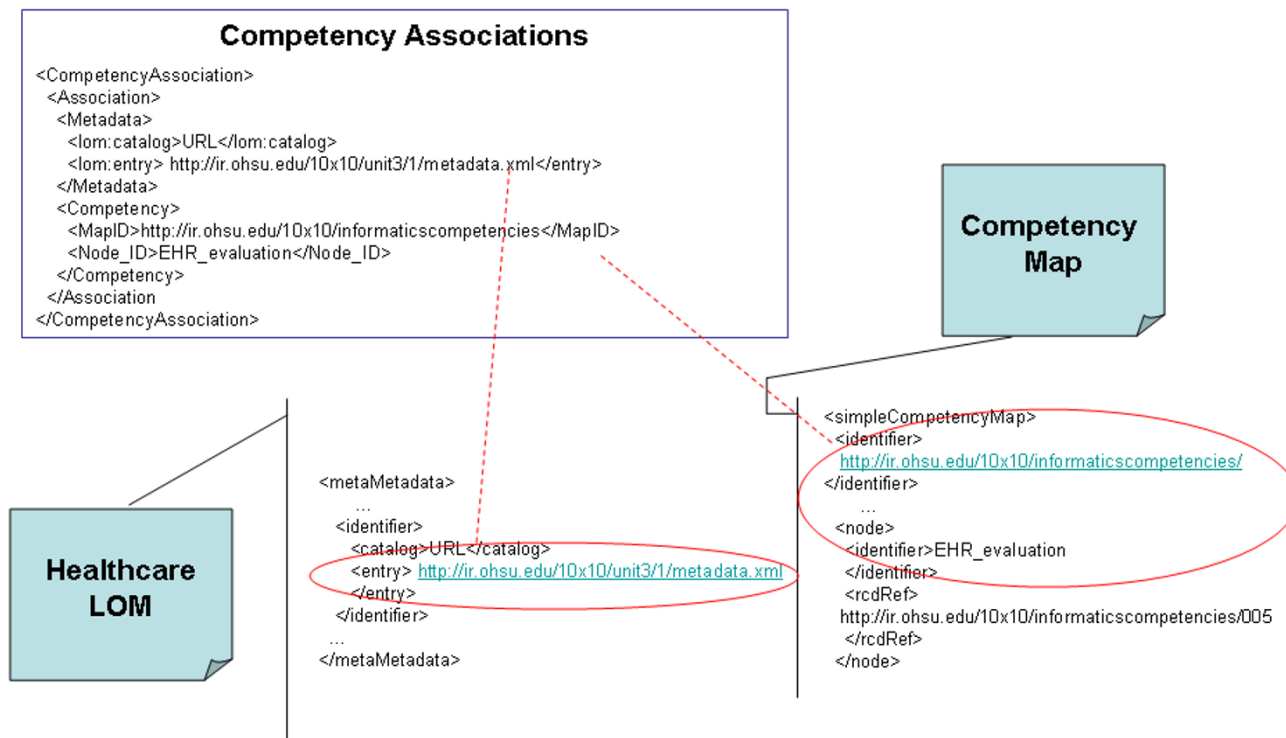 Competency Associations
<CompetencyAssociation>
<Association>
<Metadata>
<lom:catalog>URL</lom:catalog>
<lom:entry> http://ir.ohsu.edu/10x10/unit3/1/metadata.xml</entry>
</Metadata>
<Competency>
<MapID>http://ir.ohsu.edu/10x10/informaticscompetencies</MapID>
<Node_ID>EHR_evaluation</Node_ID>
</Competency>
</Association
</CompetencyAssociation>
Competency
Map
Healthcare
LOM
<metaMetadata>
...
<identifier>
<catalog>URL</catalog>
<entry> http://ir.ohsu.edu/10x10/unit3/1/metadata.xml
</entry>
</identifier>
...
</metaMetadata>
<simpleCompetencyMap>
<identifier>
http://ir.ohsu.edu/10x10/informaticscompetencies/
</identifier>
...
<node>
<identifier>EHR_evaluation
</identifier>
<rcdRef>
http://ir.ohsu.edu/10x10/informaticscompetencies/005
</rcdRef>
</node>